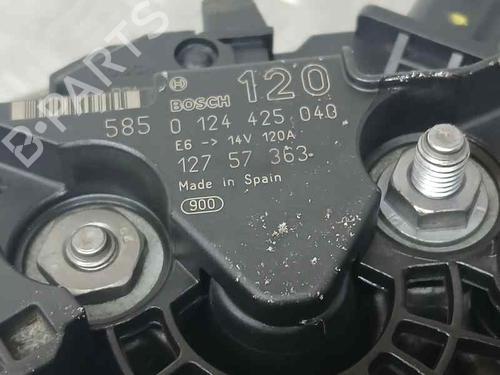 B-PARTS
BOSCH 120
585 0 124 425 040
E6 -> 14V 120A
127 57 363
Made in Spain
900